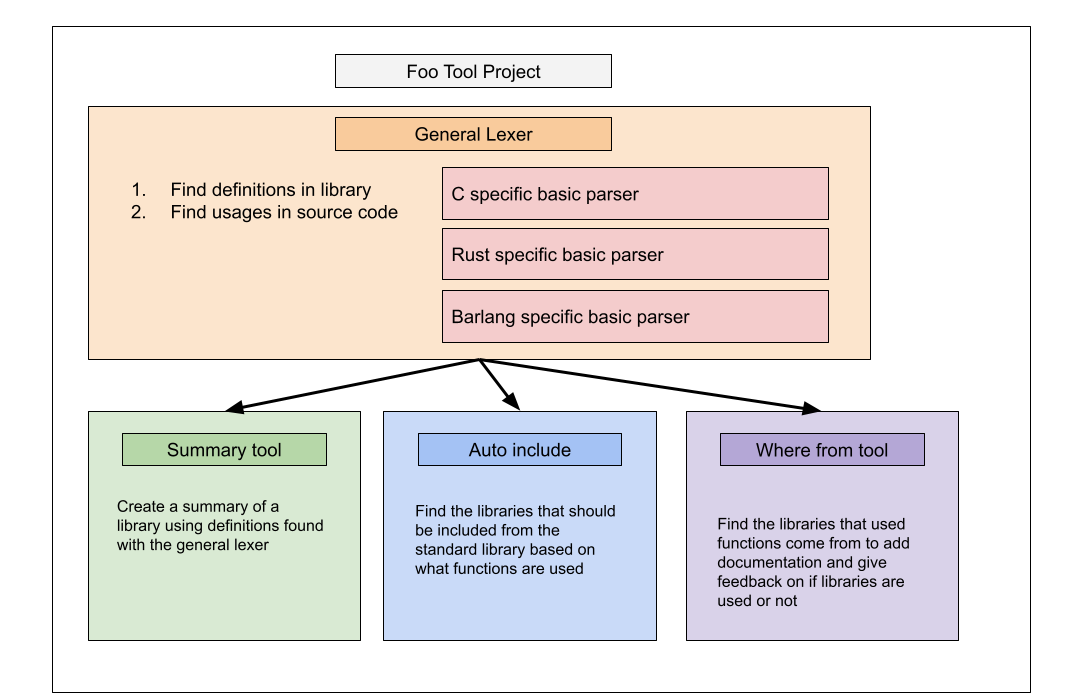 Foo Tool Project
General Lexer
1. Find definitions in library
2. Find usages in source code
C specific basic parser
Rust specific basic parser
Barlang specific basic parser
Summary tool
Create a summary of a
library using definitions found
with the general lexer
Auto include
Find the libraries that should
be included from the
standard library based on
what functions are used
Where from tool
Find the libraries that used
functions come from to add
documentation and give
feedback on if libraries are
used or not